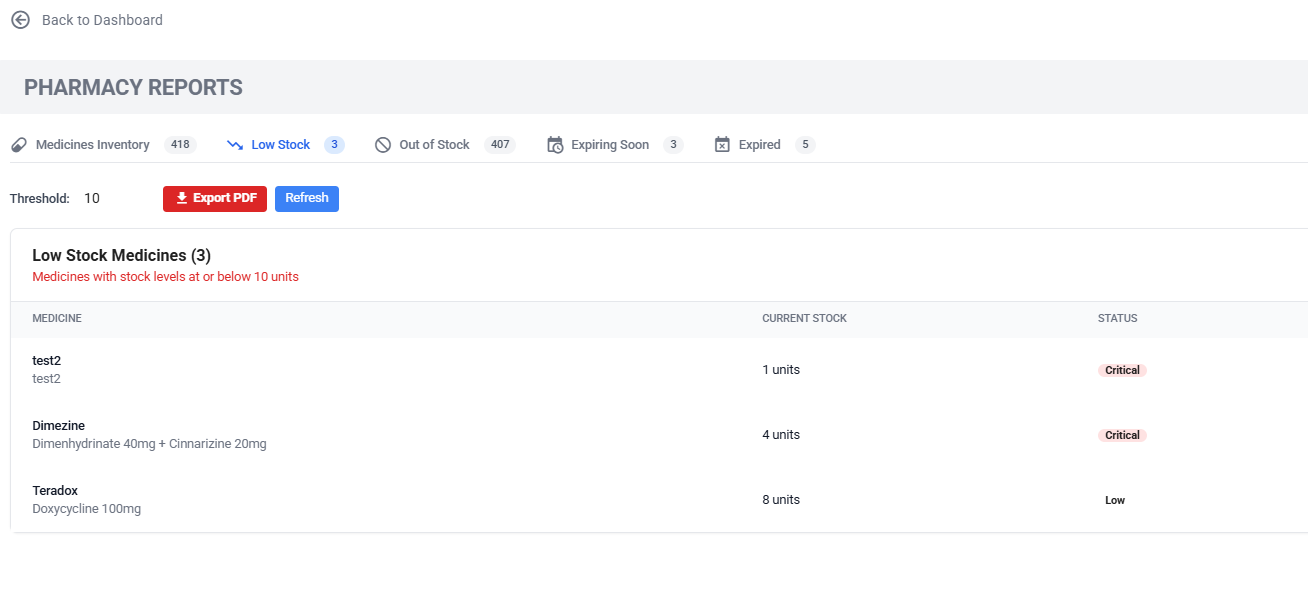 Back to Dashboard
PHARMACY REPORTS
Medicines Inventory 418 Low Stock 3 Out of Stock 407 Expiring Soon 3 Expired 5
Threshold: 10 Export PDF Refresh
Low Stock Medicines (3)
Medicines with stock levels at or below 10 units
MEDICINE CURRENT STOCK STATUS
test2
test2
1 units Critical
Dimezine
Dimenhydrinate 40mg + Cinnarizine 20mg
4 units Critical
Teradox
Doxycycline 100mg
8 units Low